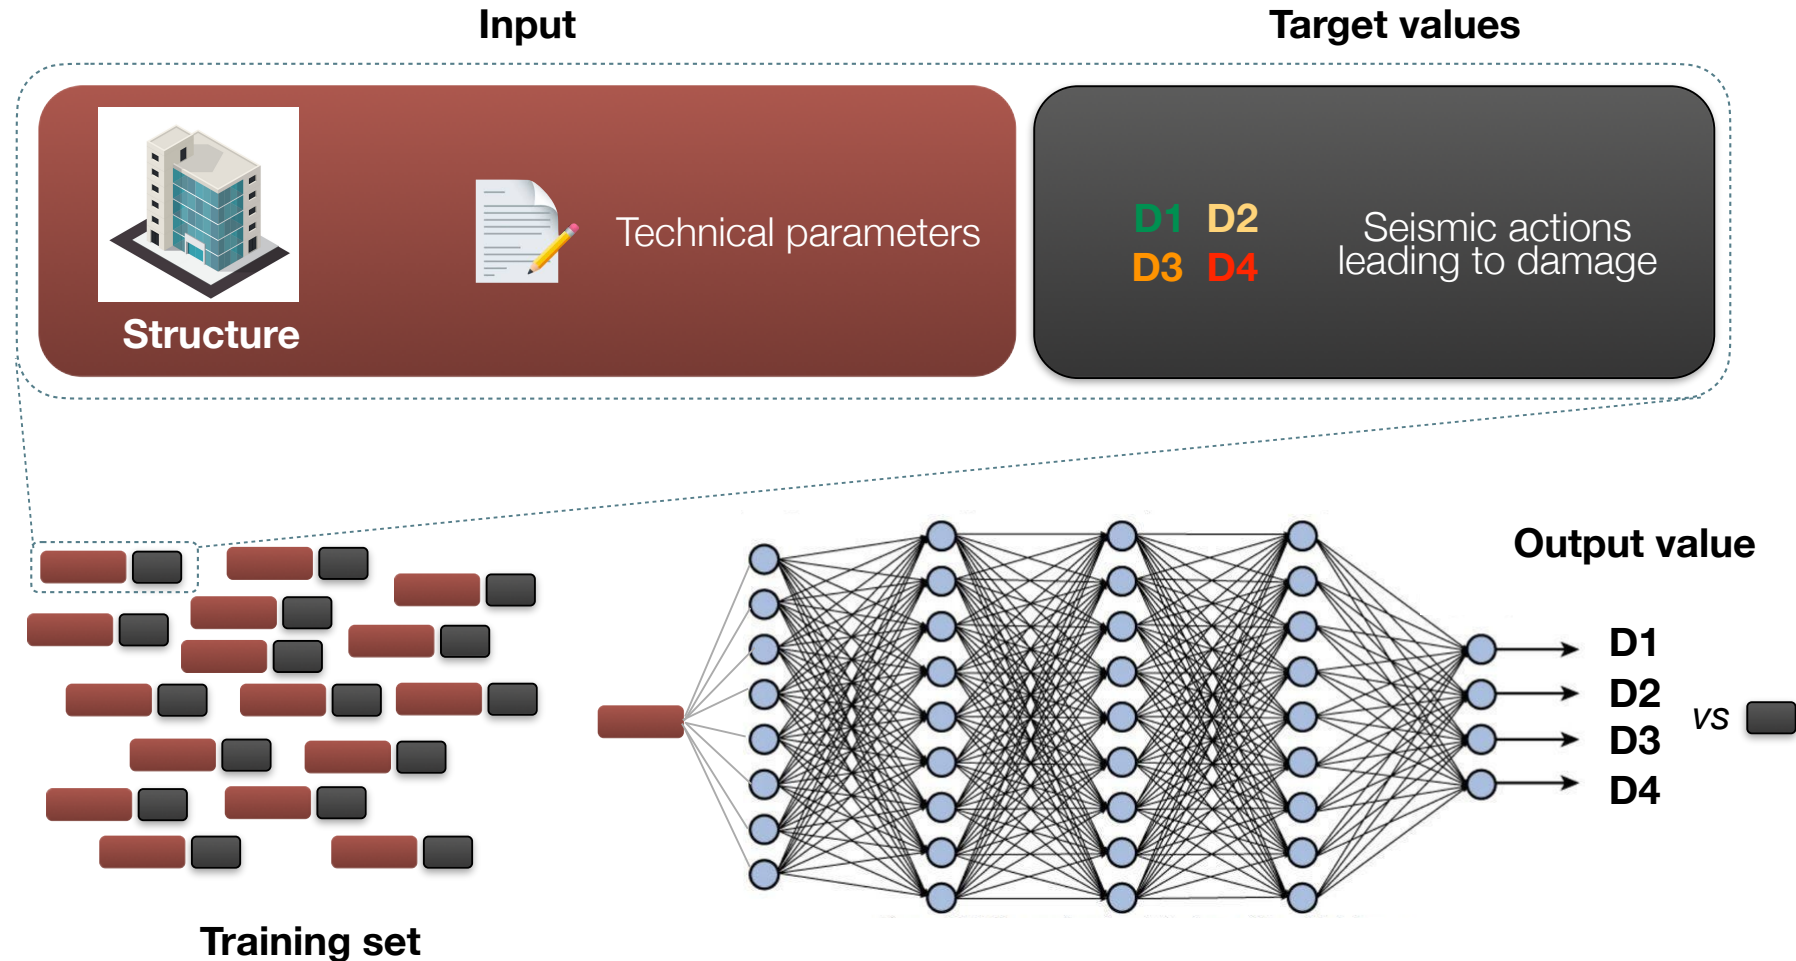 Input
Target values
Structure
Technical parameters
D1 D2
D3 D4
Seismic actions
leading to damage
Training set
Output value
D1
D2
D3
D4
vs